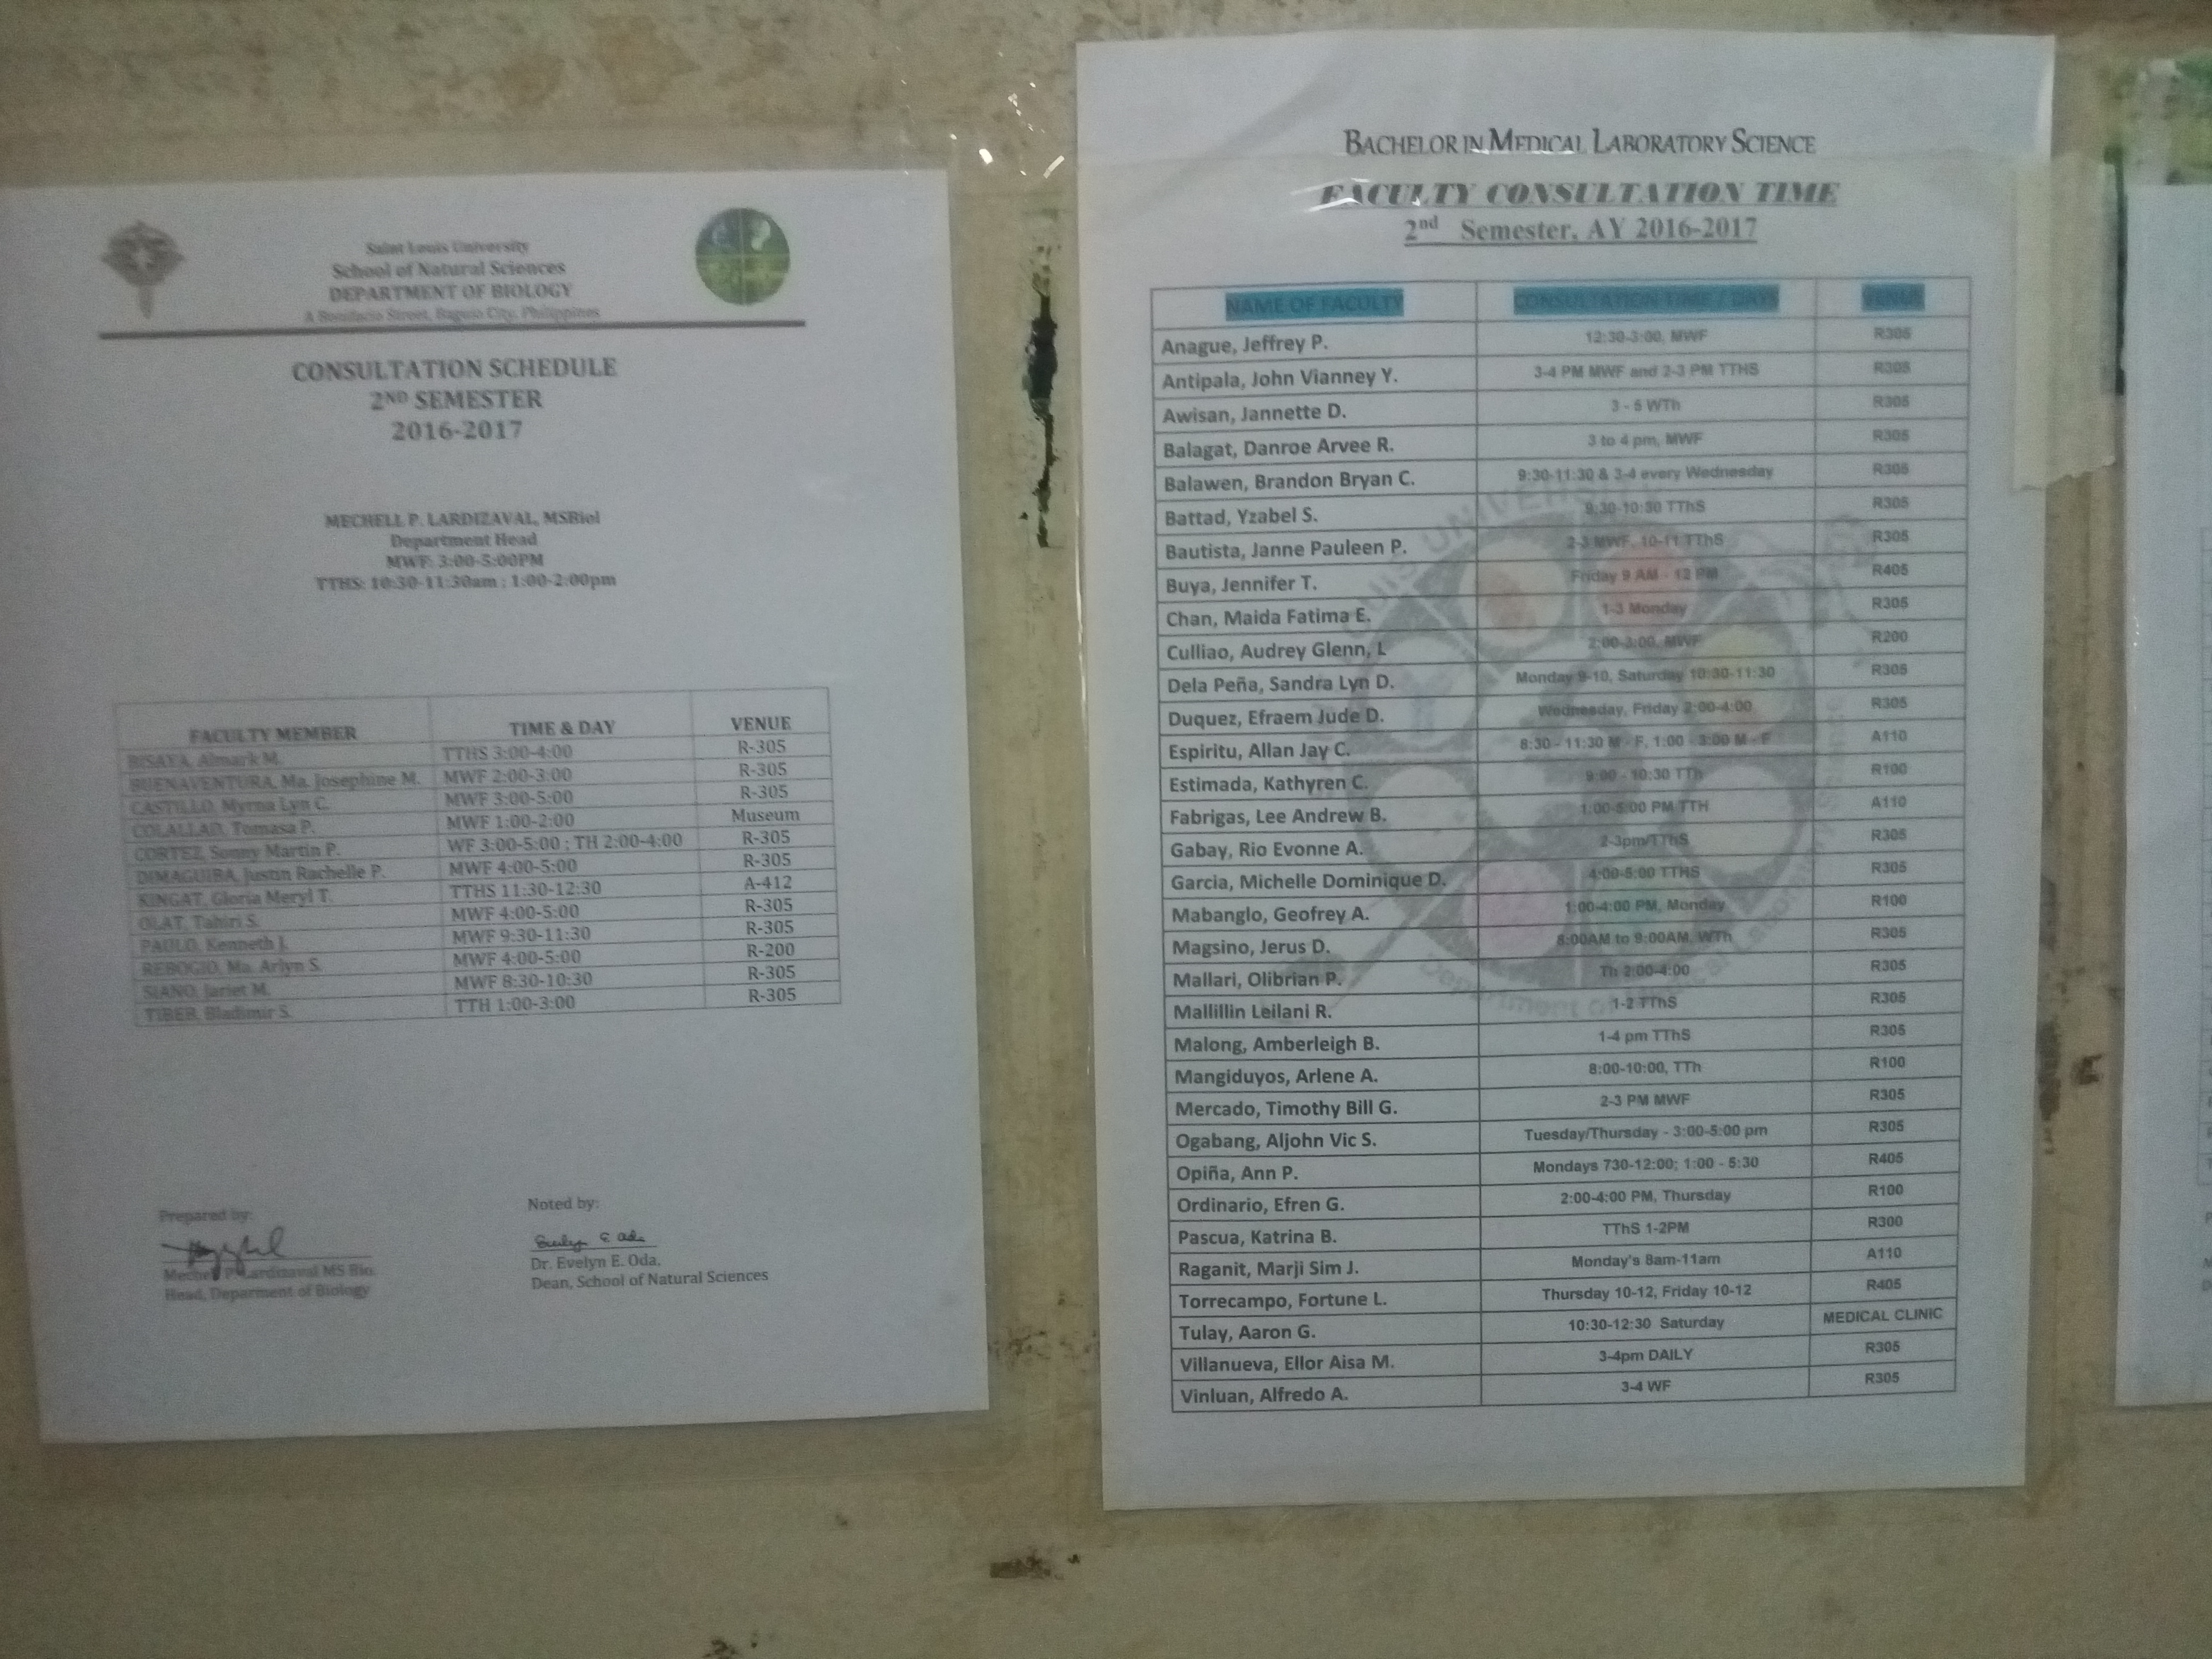 Saint Louis University
School of Natural Sciences
DEPARTMENT OF BIOLOGY
A Bonifacio Street, Baguio City, Philippines
CONSULTATION SCHEDULE
2ND SEMESTER
2016-2017
MECHELL P. LARDIZAVAL, MSBiol
Department Head
MWF: 3:00-5:00PM
TTHS: 10:30-11:30am ; 1:00-2:00pm
FACULTY MEMBER TIME & DAY VENUE
BISAYA, Almark M. TTHS 3:00-4:00 R-305
BUENAVENTURA, Ma. Josephine M. MWF 2:00-3:00 R-305
CASTILLO, Myrna Lyn C. MWF 3:00-5:00 R-305
COLALLAD, Tomasa P. MWF 1:00-2:00 Museum
CORTEZ, Sonny Martin P. WF 3:00-5:00 ; TH 2:00-4:00 R-305
DIMAGUIBA, Justin Rachelle P. MWF 4:00-5:00 R-305
KINGAT, Gloria Meryl T. TTHS 11:30-12:30 A-412
OLAT, Tahiri S. MWF 4:00-5:00 R-305
PAULO, Kenneth J. MWF 9:30-11:30 R-305
REBOGIO, Ma. Arlyn S. MWF 4:00-5:00 R-200
SIANO, Jariet M. MWF 8:30-10:30 R-305
TIBER, Bladimir S. TTH 1:00-3:00 R-305
Prepared by: Noted by:
Mechell P. Lardizaval MS Bio. Dr. Evelyn E. Oda,
Head, Deparment of Biology Dean, School of Natural Sciences
BACHELOR IN MEDICAL LABORATORY SCIENCE
FACULTY CONSULTATION TIME
2nd Semester, AY 2016-2017
NAME OF FACULTY CONSULTATION TIME / DAYS VENUE
Anague, Jeffrey P. 12:30-3:00, MWF R305
Antipala, John Vianney Y. 3-4 PM MWF and 2-3 PM TTHS R305
Awisan, Jannette D. 3 - 5 WTh R305
Balagat, Danroe Arvee R. 3 to 4 pm, MWF R305
Balawen, Brandon Bryan C. 9:30-11:30 & 3-4 every Wednesday R305
Battad, Yzabel S. 9:30-10:30 TThS R305
Bautista, Janne Pauleen P. 2-3 MWF, 10-11 TThS R305
Buya, Jennifer T. Friday 9 AM - 12 PM R405
Chan, Maida Fatima E. 1-3 Monday R305
Culliao, Audrey Glenn, L 2:00-3:00, MWF R200
Dela Peña, Sandra Lyn D. Monday 9-10, Saturday 10:30-11:30 R305
Duquez, Efraem Jude D. Wednesday, Friday 2:00-4:00 R305
Espiritu, Allan Jay C. 8:30 - 11:30 M - F, 1:00 - 3:00 M - F A110
Estimada, Kathyren C. 9:00 - 10:30 TTh R100
Fabrigas, Lee Andrew B. 1:00-5:00 PM TTH A110
Gabay, Rio Evonne A. 2-3pm/TThS R305
Garcia, Michelle Dominique D. 4:00-5:00 TTHS R305
Mabanglo, Geofrey A. 1:00-4:00 PM, Monday R100
Magsino, Jerus D. 8:00AM to 9:00AM, WTh R305
Mallari, Olibrian P. Th 2:00-4:00 R305
Mallillin Leilani R. 1-2 TThS R305
Malong, Amberleigh B. 1-4 pm TThS R305
Mangiduyos, Arlene A. 8:00-10:00, TTh R100
Mercado, Timothy Bill G. 2-3 PM MWF R305
Ogabang, Aljohn Vic S. Tuesday/Thursday - 3:00-5:00 pm R305
Opiña, Ann P. Mondays 730-12:00; 1:00 - 5:30 R405
Ordinario, Efren G. 2:00-4:00 PM, Thursday R100
Pascua, Katrina B. TThS 1-2PM R300
Raganit, Marji Sim J. Monday's 8am-11am A110
Torrecampo, Fortune L. Thursday 10-12, Friday 10-12 R405
Tulay, Aaron G. 10:30-12:30 Saturday MEDICAL CLINIC
Villanueva, Ellor Aisa M. 3-4pm DAILY R305
Vinluan, Alfredo A. 3-4 WF R305